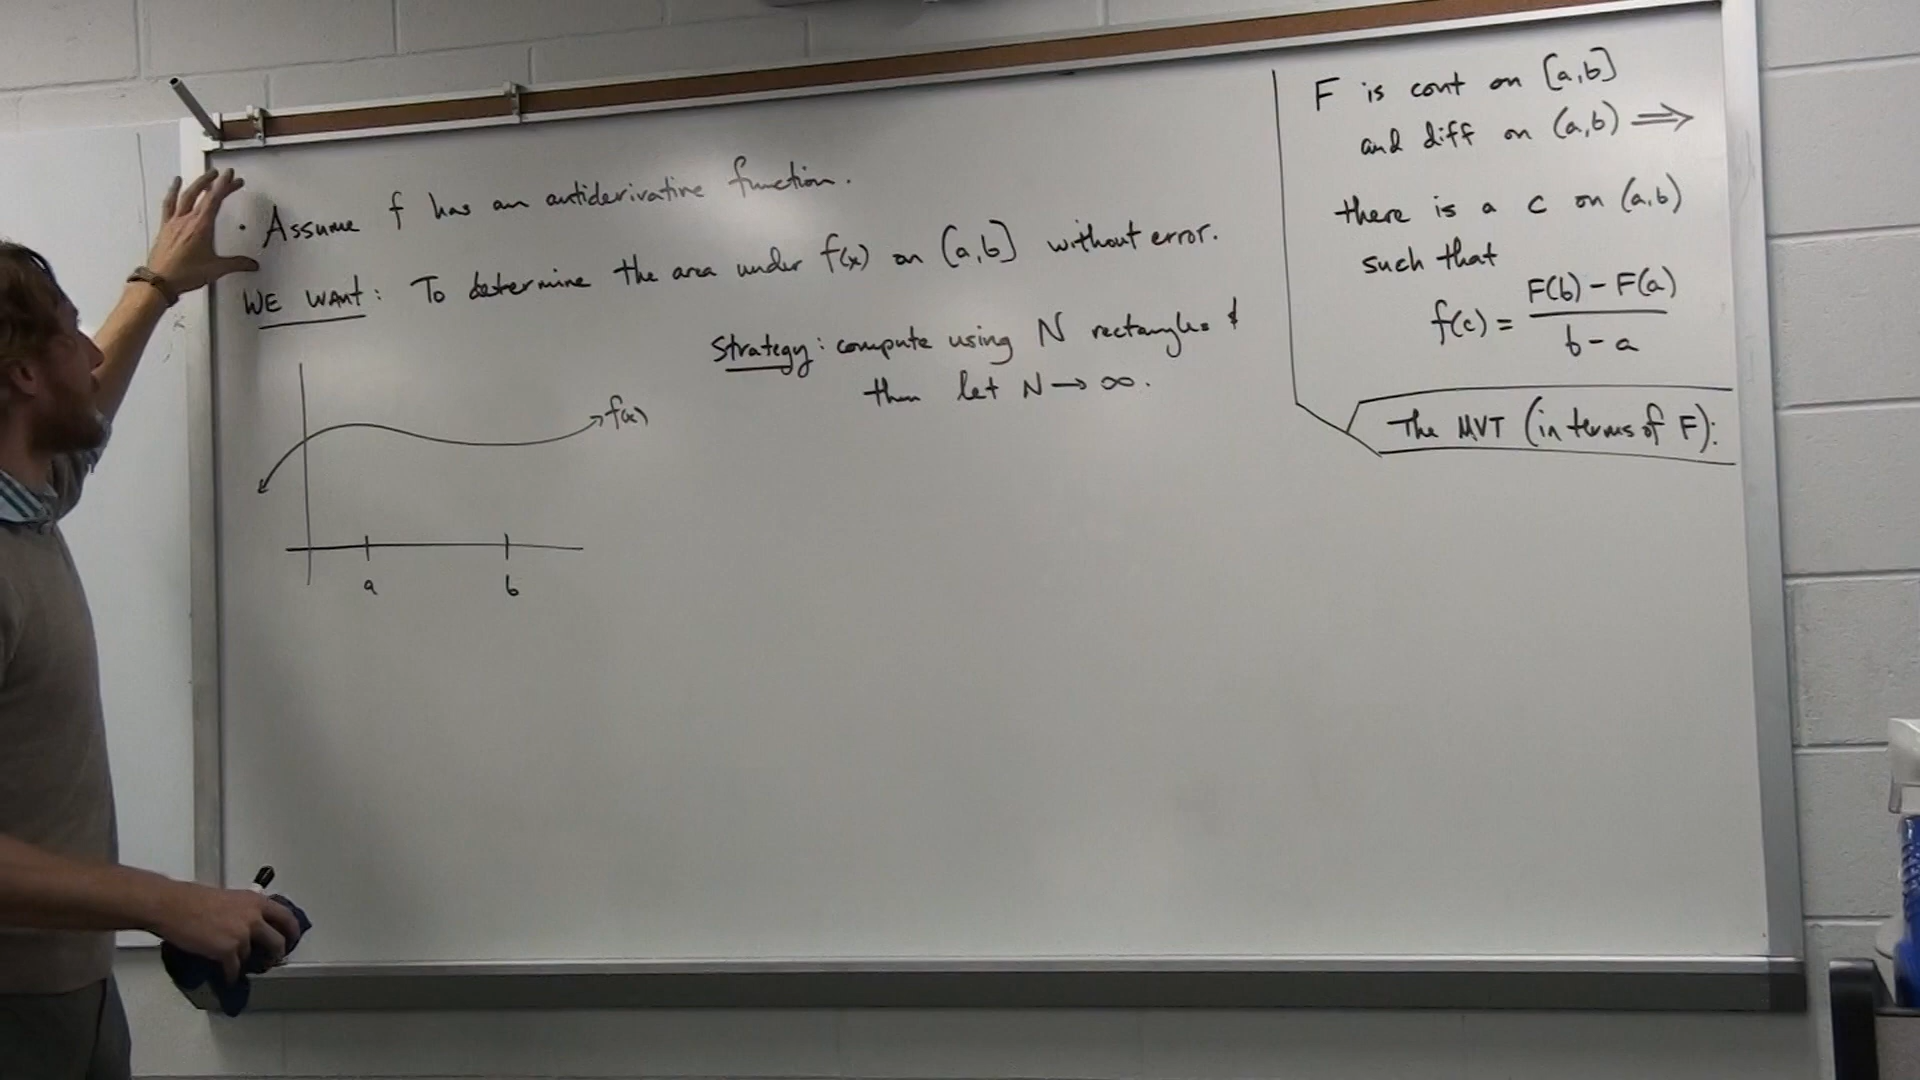 • Assume f has an antiderivative function.
WE WANT: To determine the area under f(x) on [a,b] without error.
Strategy: compute using N rectangles &
then let N → ∞.
f(x)
a b
F is cont on [a,b]
and diff on (a,b) ⟹
there is a c on (a,b)
such that
f(c) = F(b) - F(a) / b - a
The MVT (in terms of F):